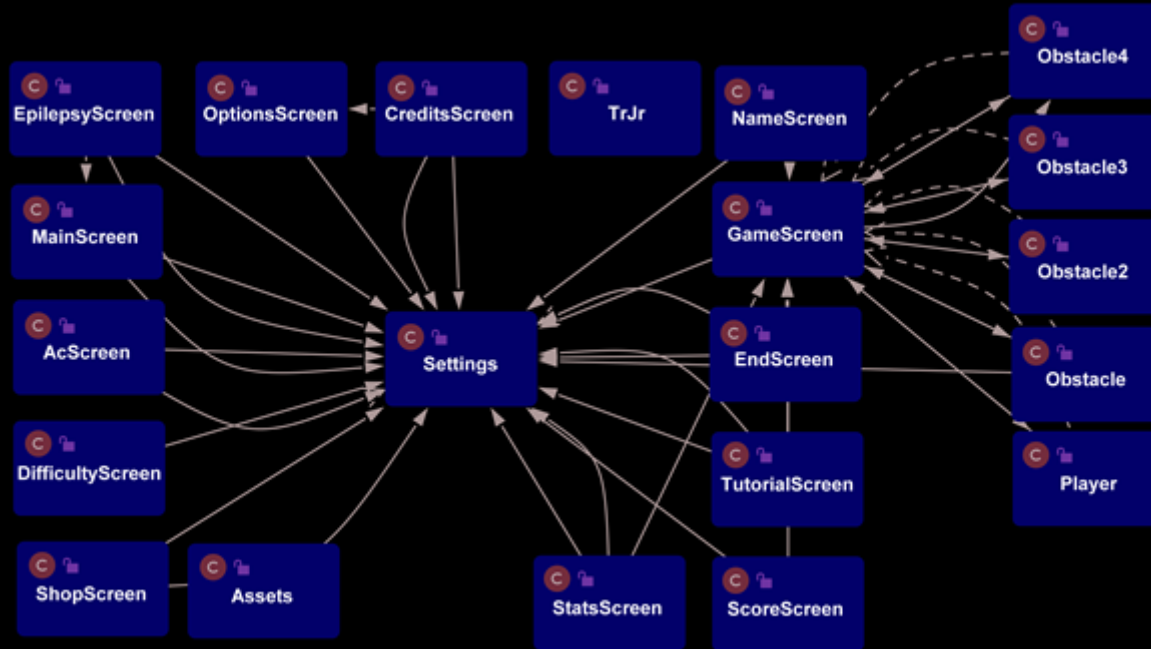 C
Obstacle4
C
EpilepsyScreen
C
OptionsScreen
C
CreditsScreen
C
TrJr
C
NameScreen
C
Obstacle3
C
MainScreen
C
GameScreen
C
Obstacle2
C
AcScreen
C
Settings
C
EndScreen
C
Obstacle
C
DifficultyScreen
C
TutorialScreen
C
Player
C
ShopScreen
C
Assets
C
StatsScreen
C
ScoreScreen